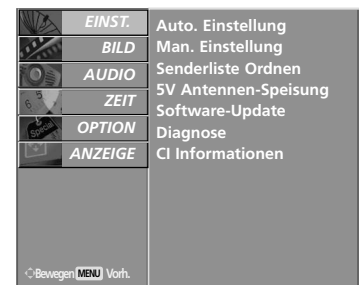 EINST.
BILD
AUDIO
ZEIT
OPTION
ANZEIGE
Auto. Einstellung
Man. Einstellung
Senderliste Ordnen
5V Antennen-Speisung
Software-Update
Diagnose
CI Informationen
Bewegen MENU Vorh.
Special